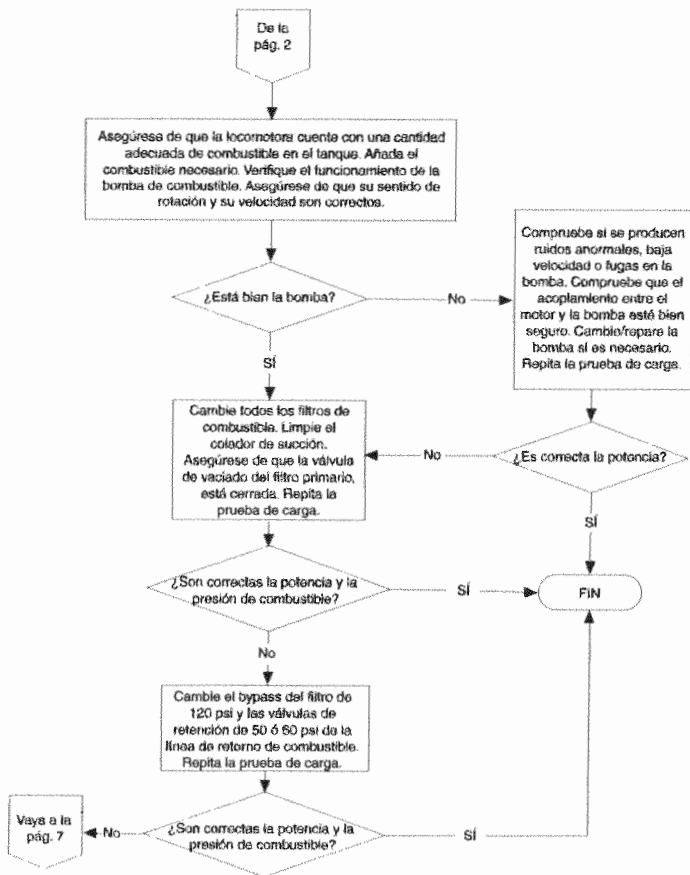 De la
pág. 2
Asegúrese de que la locomotora cuente con una cantidad
adecuada de combustible en el tanque. Añada el
combustible necesario. Verifique el funcionamiento de la
bomba de combustible. Asegúrese de que su sentido de
rotación y su velocidad son correctos.
¿Está bien la bomba?
No
Compruebe si se producen
ruidos anormales, baja
velocidad o fugas en la
bomba. Compruebe que el
acoplamiento entre el
motor y la bomba esté bien
seguro. Cambie/repare la
bomba si es necesario.
Repita la prueba de carga.
SÍ
Cambie todos los filtros de
combustible. Limpie el
colador de succión.
Asegúrese de que la válvula
de vaciado del filtro primario,
está cerrada. Repita la
prueba de carga.
No
¿Es correcta la potencia?
SÍ
¿Son correctas la potencia y la
presión de combustible?
SÍ
FIN
No
Cambie el bypass del filtro de
120 psi y las válvulas de
retención de 50 ó 60 psi de la
línea de retorno de combustible.
Repita la prueba de carga.
Vaya a la
pág. 7
No
¿Son correctas la potencia y la
presión de combustible?
SÍ